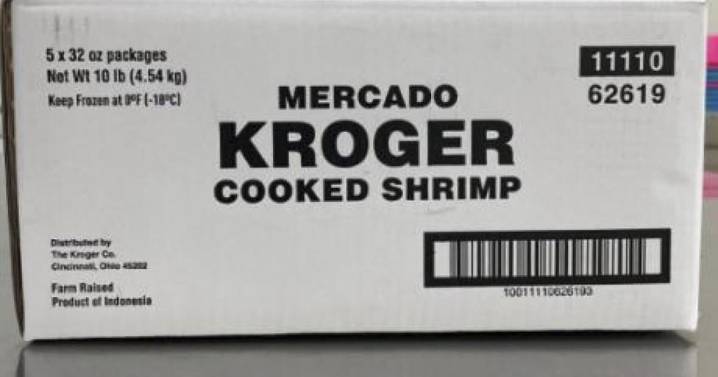 5 x 32 oz packages
Net Wt 10 lb (4.54 kg)
Keep Frozen at 0°F (-18°C)
11110
62619
MERCADO
KROGER
COOKED SHRIMP
Distributed by
The Kroger Co.
Cincinnati, Ohio 45202
Farm Raised
Product of Indonesia
10011110626193